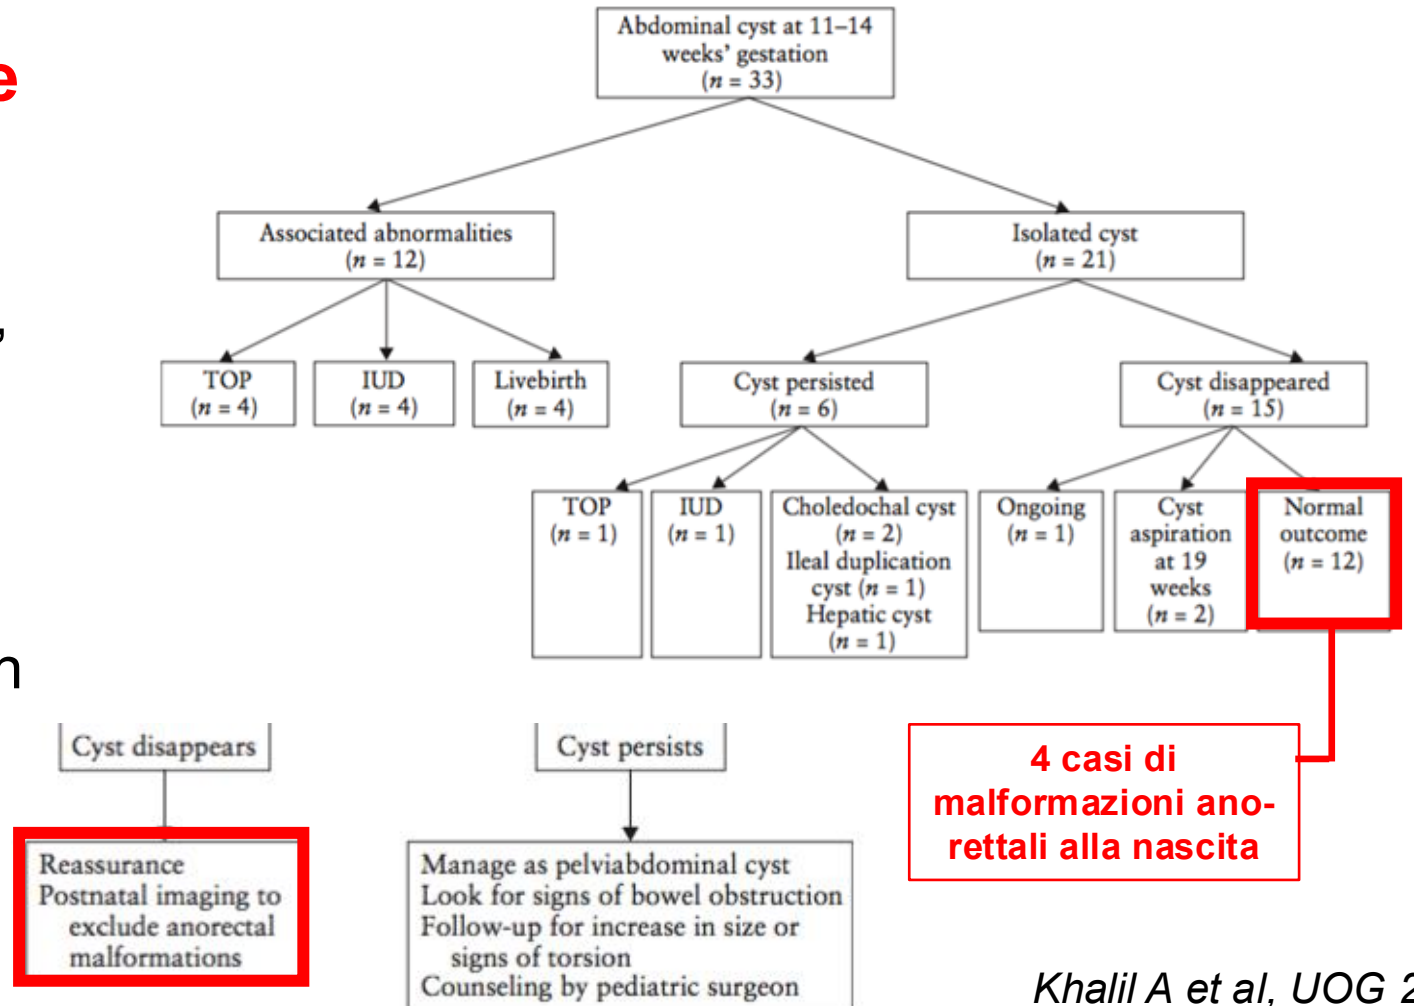 e
Abdominal cyst at 11–14
weeks' gestation
(n = 33)
Associated abnormalities
(n = 12)
Isolated cyst
(n = 21)
,
TOP
(n = 4)
IUD
(n = 4)
Livebirth
(n = 4)
Cyst persisted
(n = 6)
Cyst disappeared
(n = 15)
TOP
(n = 1)
IUD
(n = 1)
Choledochal cyst
(n = 2)
Ileal duplication
cyst (n = 1)
Hepatic cyst
(n = 1)
Ongoing
(n = 1)
Cyst
aspiration
at 19
weeks
(n = 2)
Normal
outcome
(n = 12)
n
Cyst disappears
Cyst persists
4 casi di
malformazioni ano-
rettali alla nascita
Reassurance
Postnatal imaging to
exclude anorectal
malformations
Manage as pelviabdominal cyst
Look for signs of bowel obstruction
Follow-up for increase in size or
signs of torsion
Counseling by pediatric surgeon
Khalil A et al, UOG 2